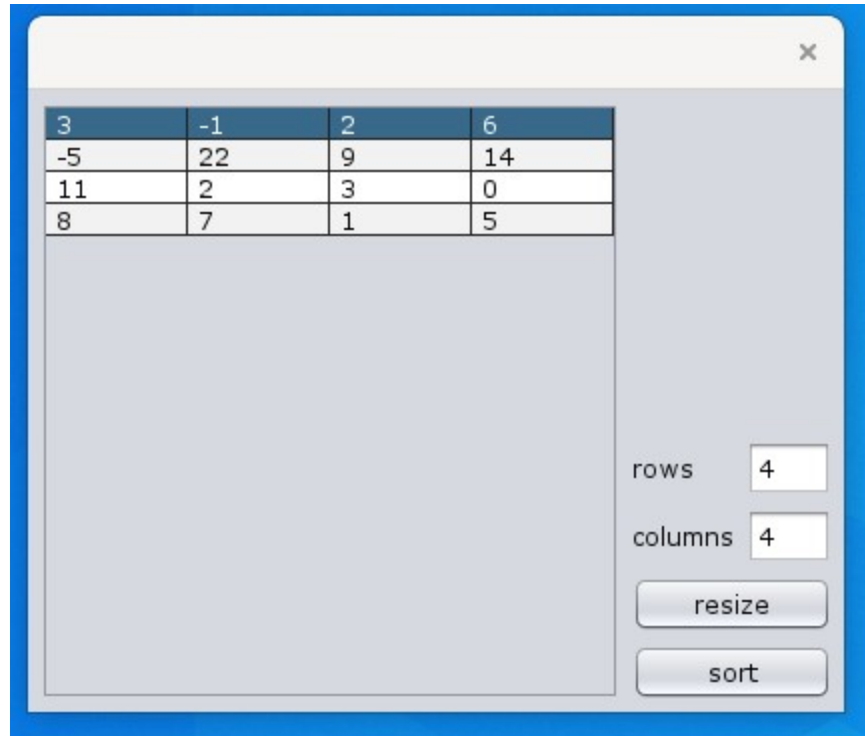 3 -1 2 6
-5 22 9 14
11 2 3 0
8 7 1 5
rows 4
columns 4
resize
sort